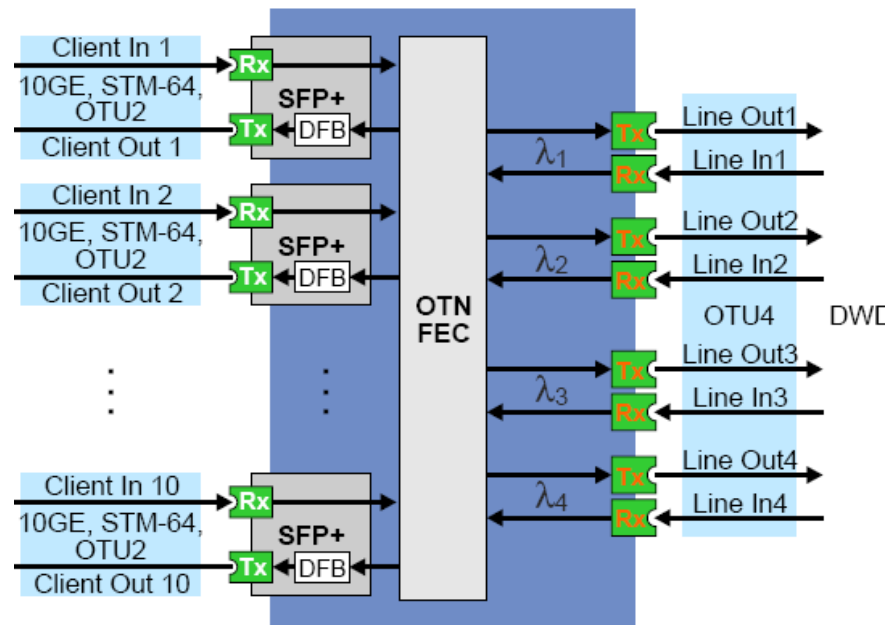 Client In 1
10GE, STM-64,
OTU2
Client Out 1
Rx
SFP+
Tx
DFB
Client In 2
10GE, STM-64,
OTU2
Client Out 2
Rx
SFP+
Tx
DFB
Client In 10
10GE, STM-64,
OTU2
Client Out 10
Rx
SFP+
Tx
DFB
OTN
FEC
λ1
Tx
Line Out1
Rx
Line In1
λ2
Tx
Line Out2
Rx
Line In2
OTU4
DWD
λ3
Tx
Line Out3
Rx
Line In3
λ4
Tx
Line Out4
Rx
Line In4